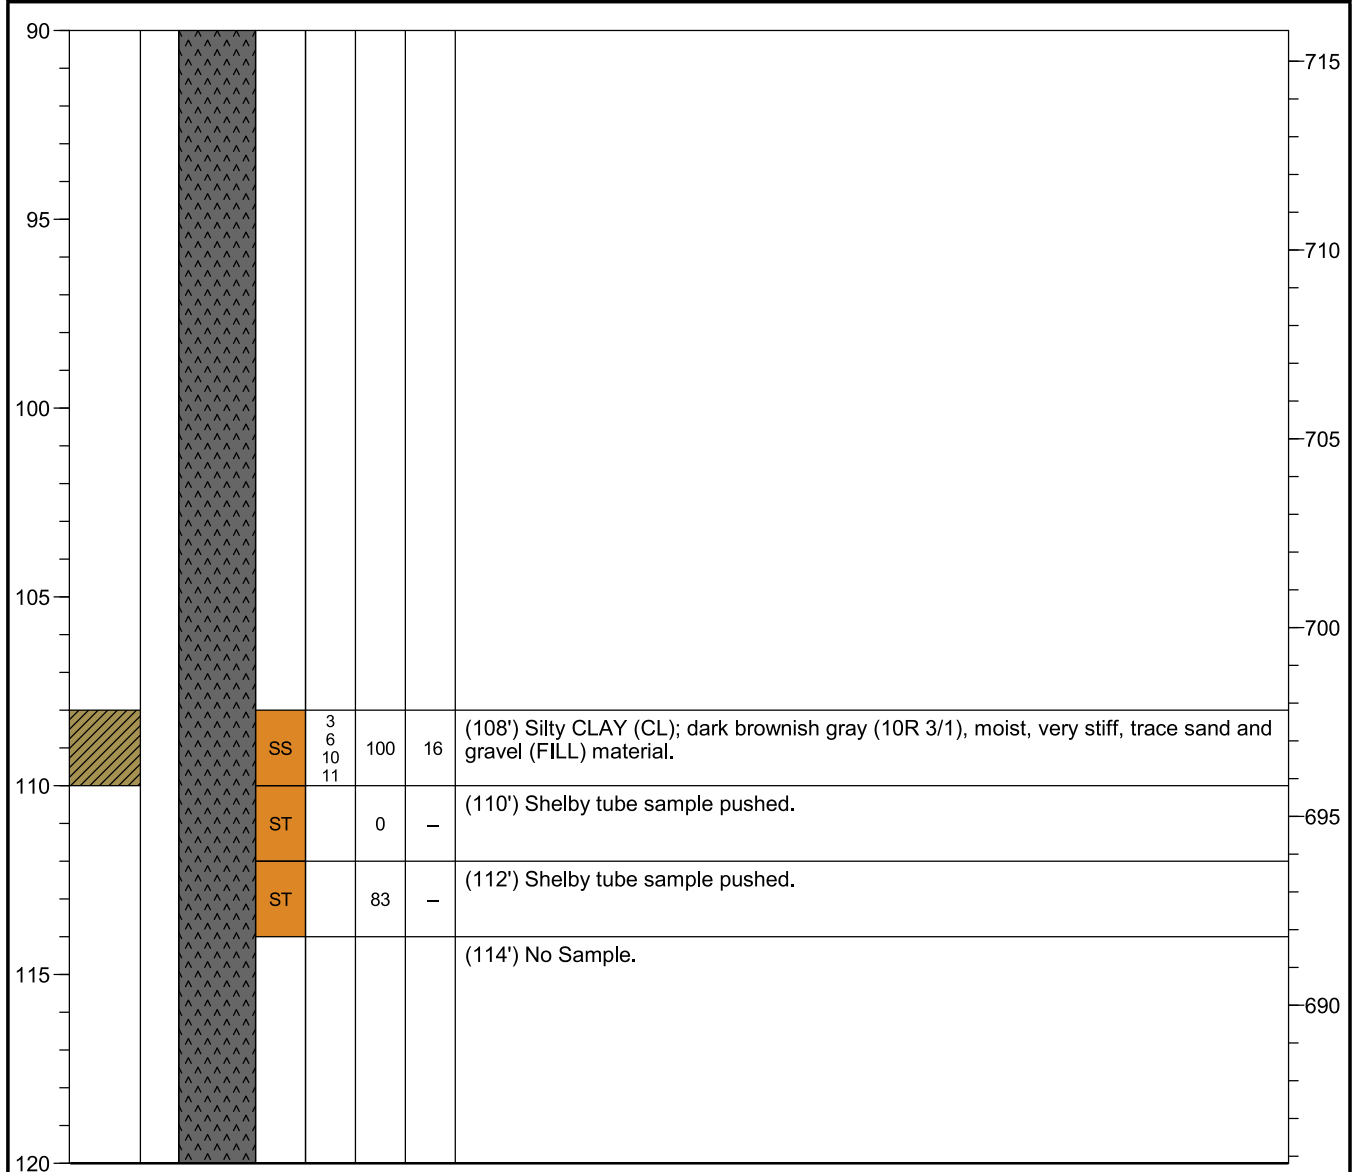 90
715
95
710
100
705
105
700
SS
3
6
10
11
100
16
(108') Silty CLAY (CL); dark brownish gray (10R 3/1), moist, very stiff, trace sand and
gravel (FILL) material.
110
ST
0
–
(110') Shelby tube sample pushed.
695
ST
83
–
(112') Shelby tube sample pushed.
(114') No Sample.
115
690
120